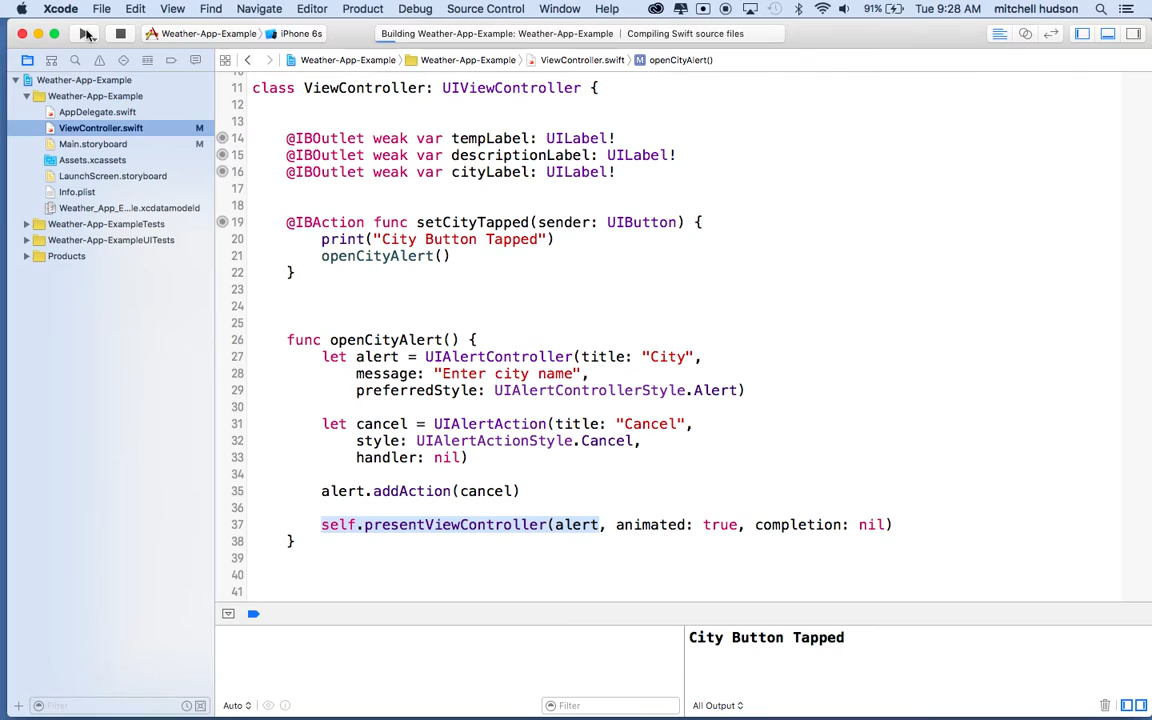 Xcode File Edit View Find Navigate Editor Product Debug Source Control Window Help 91% Tue 9:28 AM mitchell hudson
Weather-App-Example iPhone 6s Building Weather-App-Example: Weather-App-Example Compiling Swift source files
Weather-App-Example Weather-App-Example ViewController.swift M openCityAlert()
Weather-App-Example
Weather-App-Example
AppDelegate.swift
ViewController.swift M
Main.storyboard M
Assets.xcassets
LaunchScreen.storyboard
Info.plist
Weather_App_E...le.xcdatamodeld
Weather-App-ExampleTests
Weather-App-ExampleUITests
Products
11 class ViewController: UIViewController {
12
13
14 @IBOutlet weak var tempLabel: UILabel!
15 @IBOutlet weak var descriptionLabel: UILabel!
16 @IBOutlet weak var cityLabel: UILabel!
17
18
19 @IBAction func setCityTapped(sender: UIButton) {
20 print("City Button Tapped")
21 openCityAlert()
22 }
23
24
25
26 func openCityAlert() {
27 let alert = UIAlertController(title: "City",
28 message: "Enter city name",
29 preferredStyle: UIAlertControllerStyle.Alert)
30
31 let cancel = UIAlertAction(title: "Cancel",
32 style: UIAlertActionStyle.Cancel,
33 handler: nil)
34
35 alert.addAction(cancel)
36
37 self.presentViewController(alert, animated: true, completion: nil)
38 }
39
40
41
City Button Tapped
Filter Auto Filter All Output